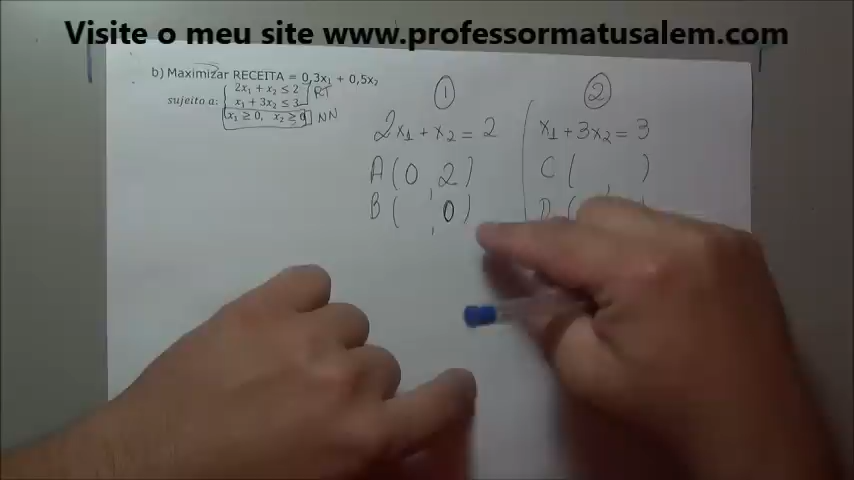 Visite o meu site www.professormatusalem.com
b) Maximizar RECEITA = 0,3x₁ + 0,5x₂
sujeito a: { 2x₁ + x₂ ≤ 2 RT
x₁ + 3x₂ ≤ 3
x₁ ≥ 0, x₂ ≥ 0 NN
1
2x₁ + x₂ = 2
A ( 0 , 2 )
B ( , 0 )
2
x₁ + 3x₂ = 3
C ( , )
D (